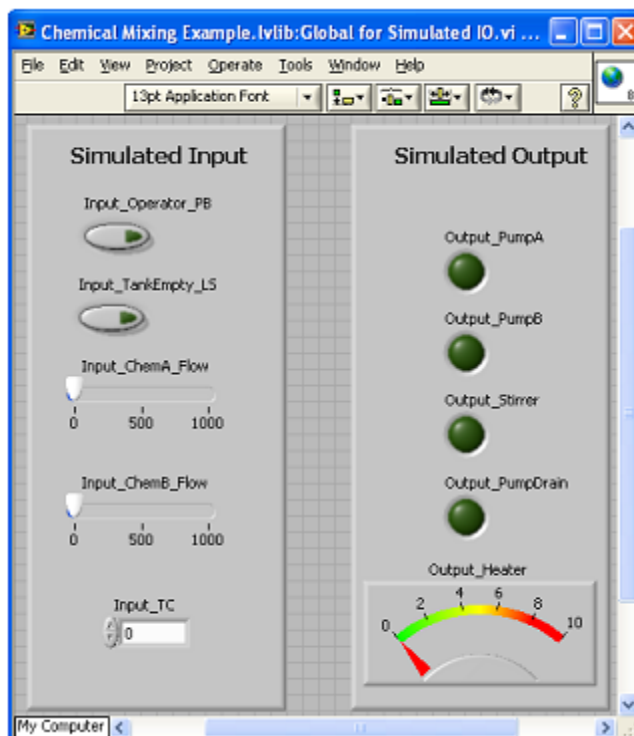 Chemical Mixing Example.lvlib:Global for Simulated IO.vi ...
File Edit View Project Operate Tools Window Help
13pt Application Font
?
8
Simulated Input
Input_Operator_PB
Input_TankEmpty_LS
Input_ChemA_Flow
0 500 1000
Input_ChemB_Flow
0 500 1000
Input_TC
0
Simulated Output
Output_PumpA
Output_PumpB
Output_Stirrer
Output_PumpDrain
Output_Heater
0 2 4 6 8 10
My Computer